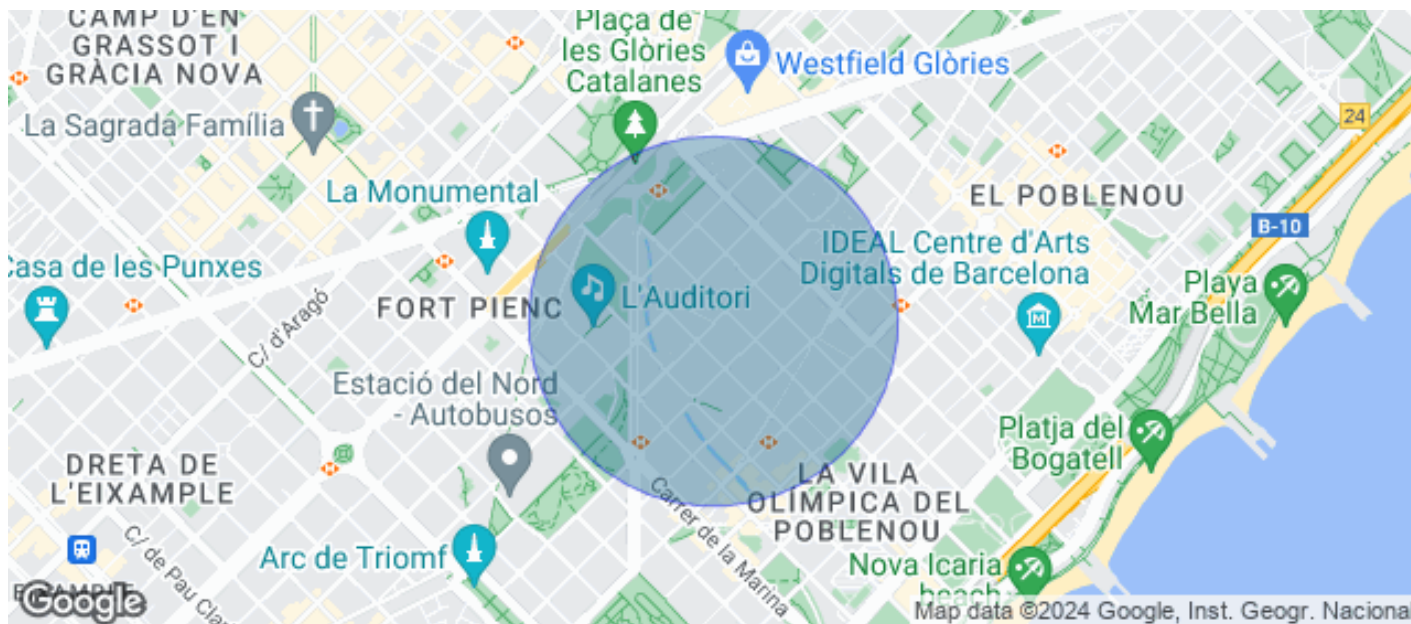 CAMP D'EN
GRASSOT I
GRÀCIA NOVA
Plaça de
les Glòries
Catalanes
Westfield Glòries
La Sagrada Família
24
La Monumental
EL POBLENOU
B-10
IDEAL Centre d'Arts
Digitals de Barcelona
Casa de les Punxes
Playa
Mar Bella
FORT PIENC
L'Auditori
C/ d'Aragó
Estació del Nord
- Autobusos
Platja del
Bogatell
DRETA DE
L'EIXAMPLE
LA VILA
OLÍMPICA DEL
POBLENOU
Carrer de la Marina
Arc de Triomf
C/ de Pau Clar
Nova Icaria
beach
Google
Map data ©2024 Google, Inst. Geogr. Nacional